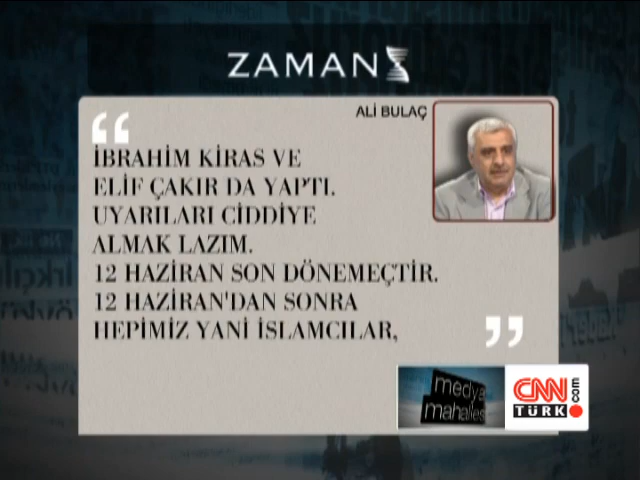 ZAMAN
ALİ BULAÇ
İBRAHİM KİRAS VE
ELİF ÇAKIR DA YAPTI.
UYARILARI CİDDİYE
ALMAK LAZIM.
12 HAZİRAN SON DÖNEMEÇTİR.
12 HAZİRAN'DAN SONRA
HEPİMİZ YANİ İSLAMCILAR,
medya
mahallesi
CNN
TÜRK
.com